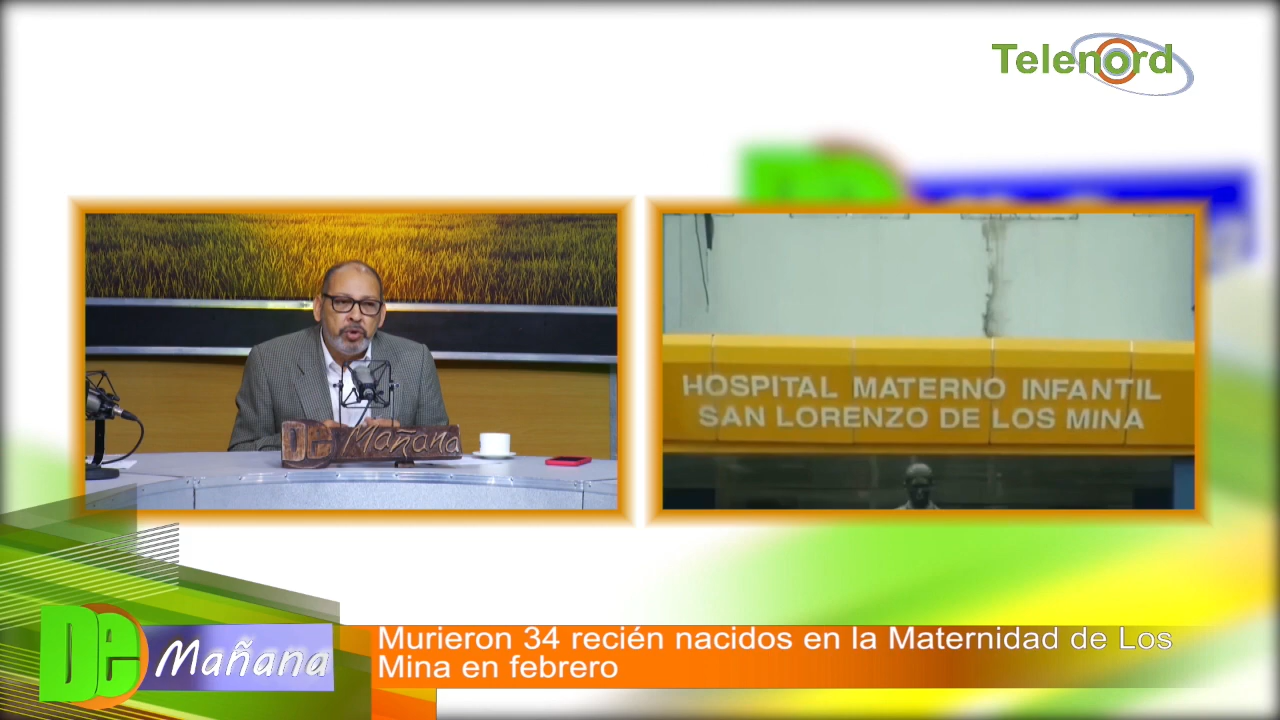 Telenord
HOSPITAL MATERNO INFANTIL
SAN LORENZO DE LOS MINA
De Mañana
De Mañana
Murieron 34 recién nacidos en la Maternidad de Los
Mina en febrero